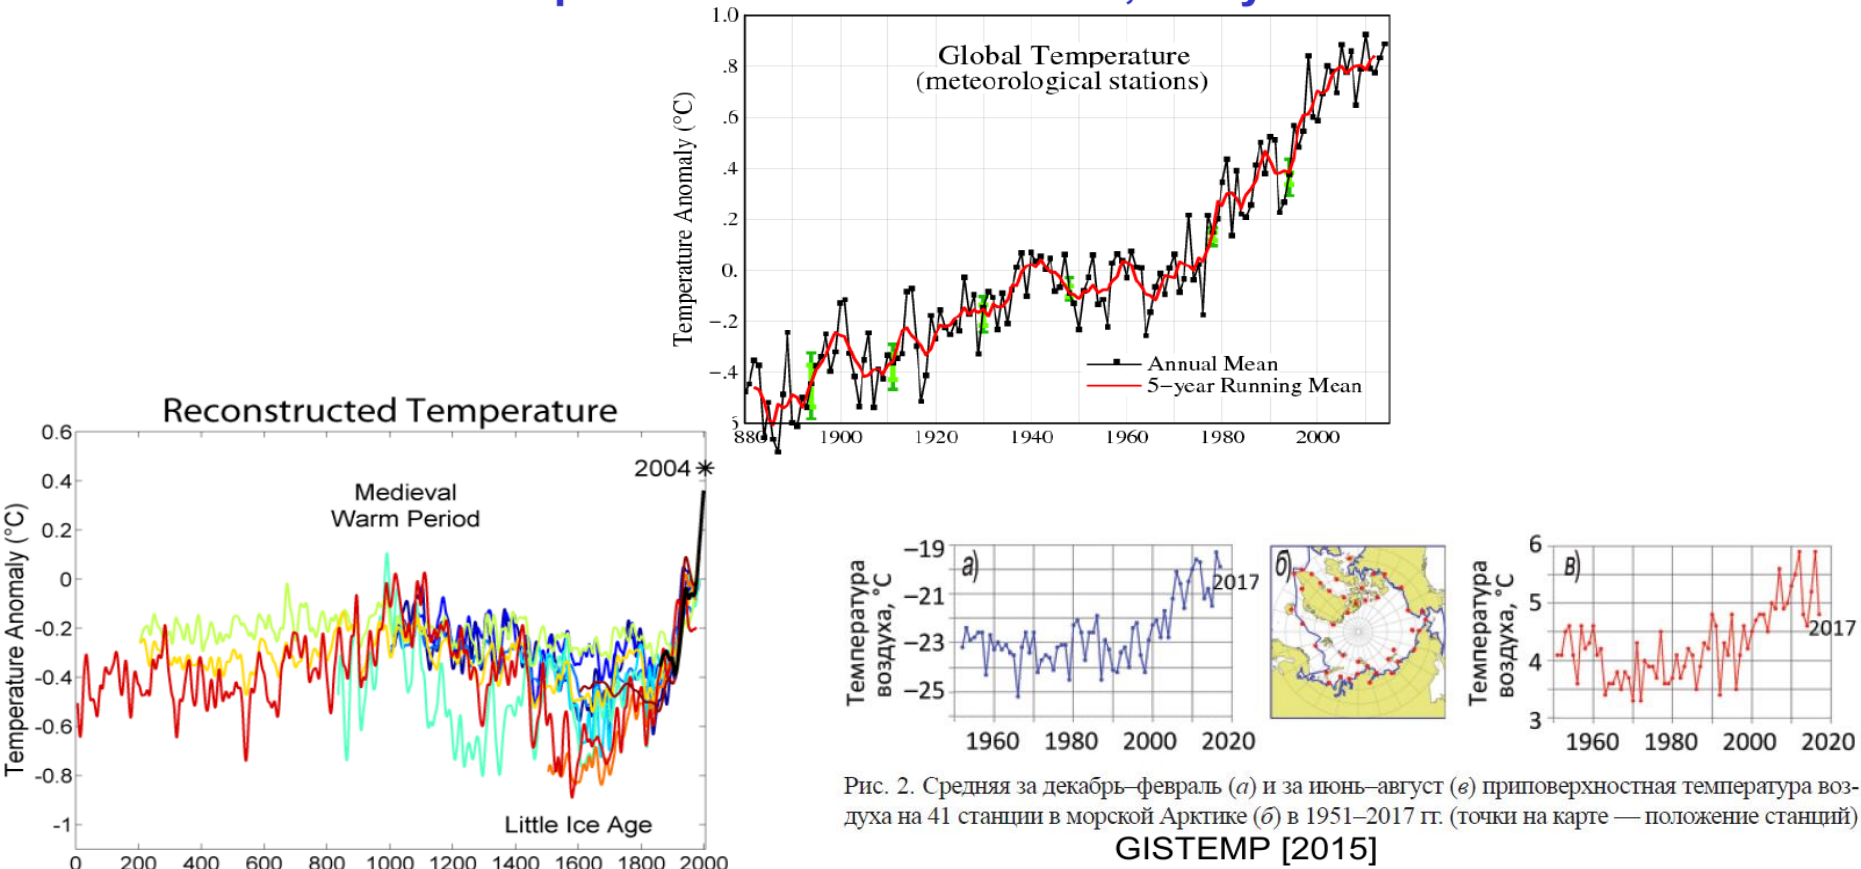 1.0
.8
.6
.4
.2
0.
−.2
−.4
Temperature Anomaly (°C)
Global Temperature
(meteorological stations)
Annual Mean
5−year Running Mean
880 1900 1920 1940 1960 1980 2000
Reconstructed Temperature
0.6
0.4
0.2
0
-0.2
-0.4
-0.6
-0.8
-1
Temperature Anomaly (°C)
2004
Medieval
Warm Period
Little Ice Age
0 200 400 600 800 1000 1200 1400 1600 1800 2000
−19
−21
−23
−25
Температура
воздуха, °С
а)
2017
1960 1980 2000 2020
б)
6
5
4
3
Температура
воздуха, °С
в)
2017
1960 1980 2000 2020
Рис. 2. Средняя за декабрь–февраль (а) и за июнь–август (в) приповерхностная температура воз-
духа на 41 станции в морской Арктике (б) в 1951–2017 гг. (точки на карте — положение станций)
GISTEMP [2015]